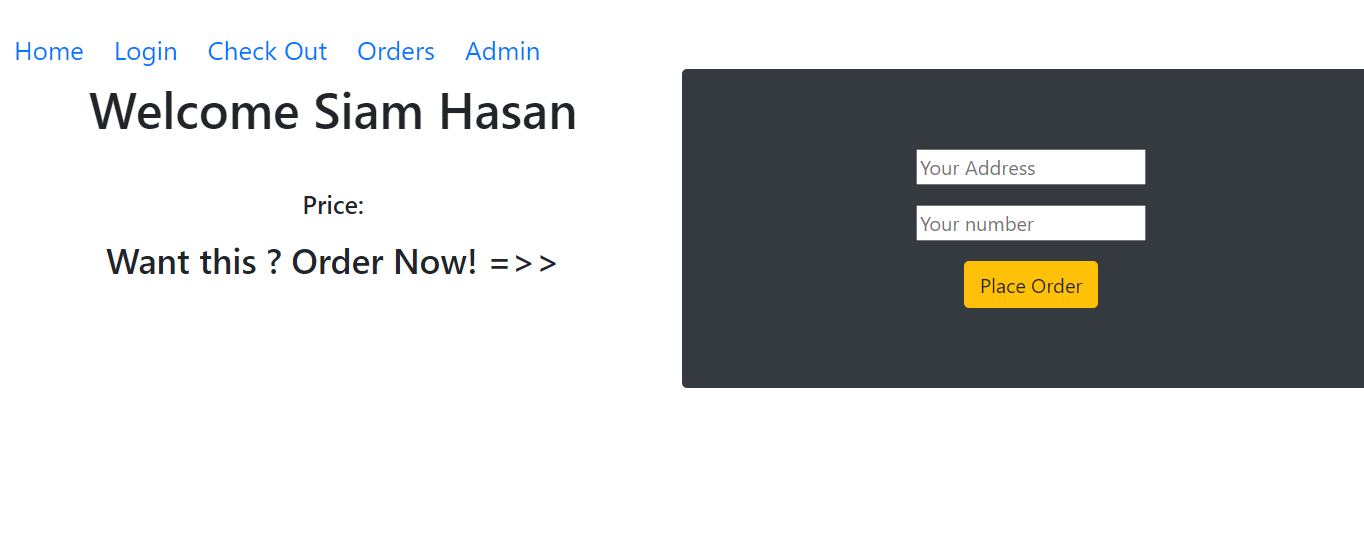 Home Login Check Out Orders Admin
Welcome Siam Hasan
Price:
Want this ? Order Now! =>>
Your Address
Your number
Place Order